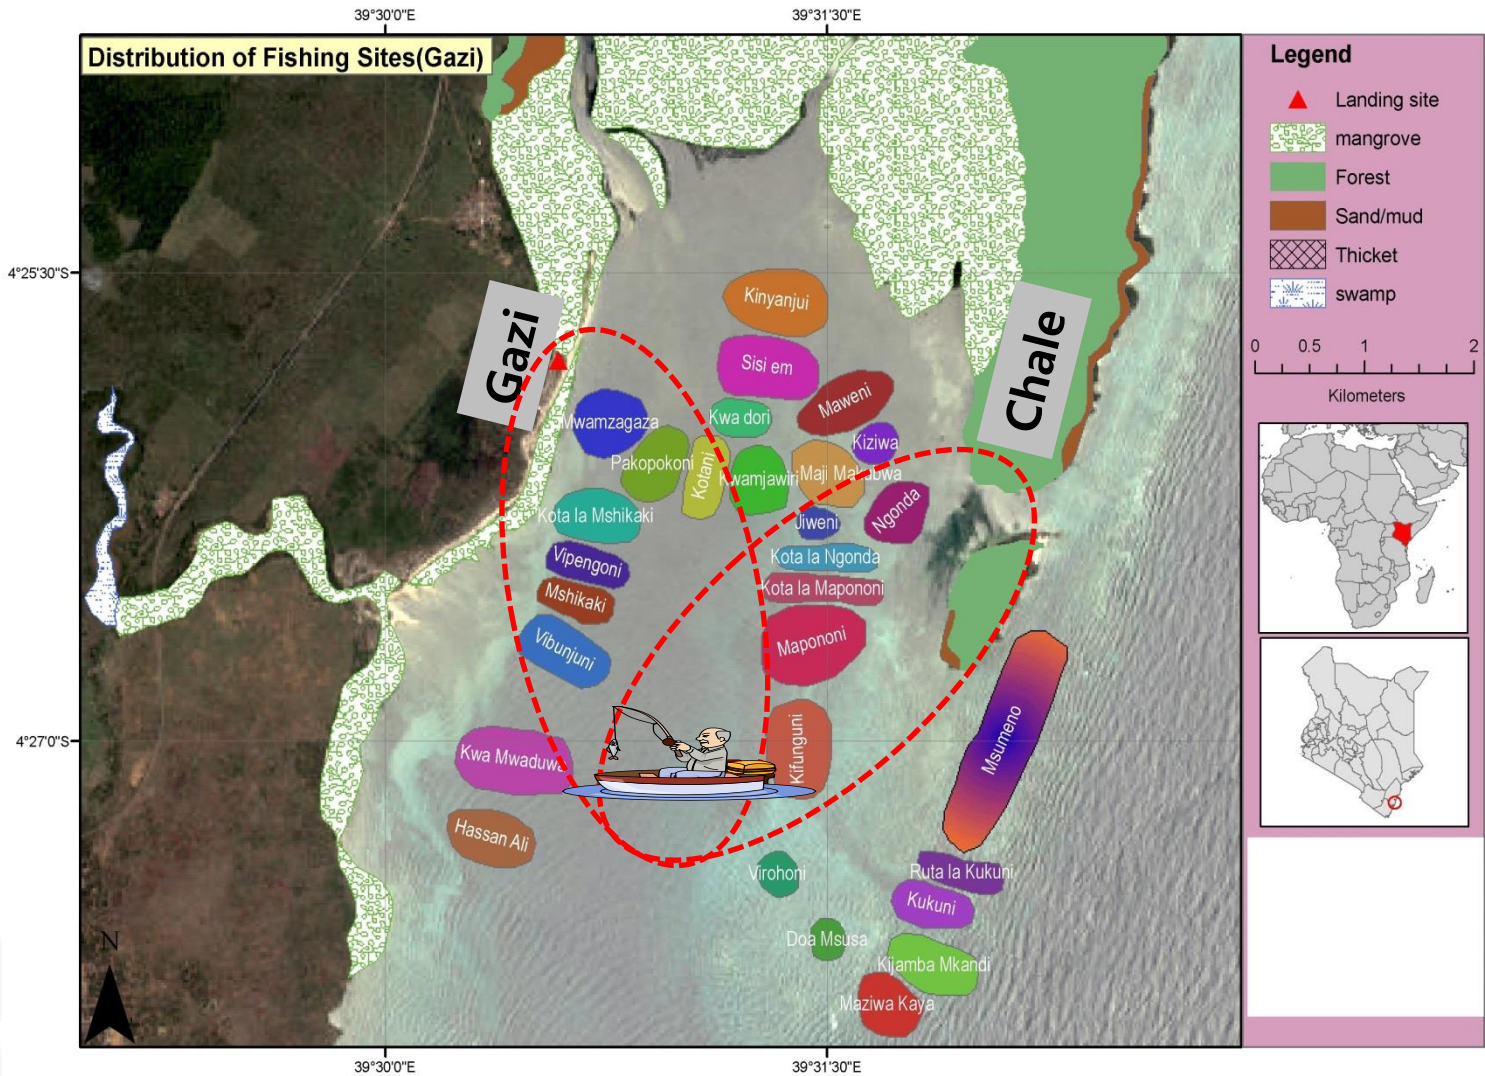 39°30'0"E
39°31'30"E
Distribution of Fishing Sites(Gazi)
Legend
Landing site
mangrove
Forest
Sand/mud
Thicket
swamp
0 0.5 1 2
Kilometers
4°25'30"S
4°27'0"S
Gazi
Chale
Kinyanjui
Sisi em
Maweni
Kwa dori
Mwamzagaza
Kiziwa
Pakopokoni
Kotani
Kwamjawiri
Maji Makubwa
Ngonda
Kota la Mshikaki
Jiweni
Vipengoni
Kota la Ngonda
Mshikaki
Kota la Mapononi
Vibunjuni
Mapononi
Msumeno
Kifunguni
Kwa Mwaduwa
Hassan Ali
Virohoni
Ruta la Kukuni
Kukuni
Doa Msusa
Kijamba Mkandi
Maziwa Kaya
N
39°30'0"E
39°31'30"E